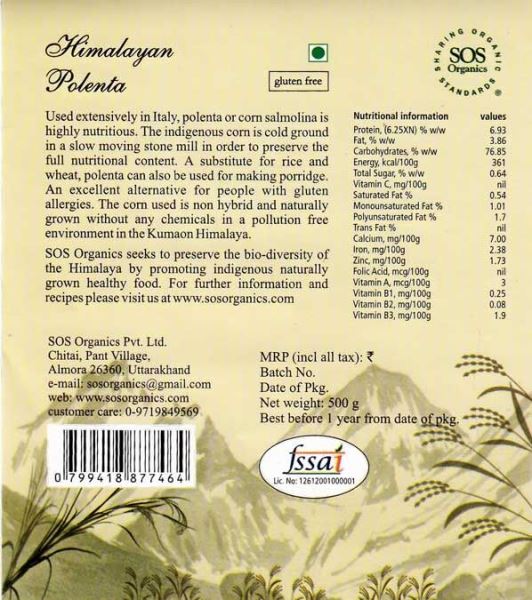 Himalayan
Polenta
gluten free
SHARING ORGANIC STANDARDS
SOS
Organics
®
Used extensively in Italy, polenta or corn salmolina is
highly nutritious. The indigenous corn is cold ground
in a slow moving stone mill in order to preserve the
full nutritional content. A substitute for rice and
wheat, polenta can also be used for making porridge.
An excellent alternative for people with gluten
allergies. The corn used is non hybrid and naturally
grown without any chemicals in a pollution free
environment in the Kumaon Himalaya.
SOS Organics seeks to preserve the bio-diversity of
the Himalaya by promoting indigenous naturally
grown healthy food. For further information and
recipes please visit us at www.sosorganics.com
Nutritional information values
Protein, (6.25XN) % w/w 6.93
Fat, % w/w 3.86
Carbohydrates, % w/w 76.85
Energy, kcal/100g 361
Total Sugar, % w/w 0.64
Vitamin C, mg/100g nil
Saturated Fat % 0.54
Monounsaturated Fat % 1.01
Polyunsaturated Fat % 1.7
Trans Fat % nil
Calcium, mg/100g 7.00
Iron, mg/100g 2.38
Zinc, mg/100g 1.73
Folic Acid, mcg/100g nil
Vitamin A, mcg/100g 3
Vitamin B1, mg/100g 0.25
Vitamin B2, mg/100g 0.08
Vitamin B3, mg/100g 1.9
SOS Organics Pvt. Ltd.
Chitai, Pant Village,
Almora 26360, Uttarakhand
e-mail: sosorganics@gmail.com
web: www.sosorganics.com
customer care: 0-9719849569
0 799418 877464
MRP (incl all tax): ₹
Batch No.
Date of Pkg.
Net weight: 500 g
Best before 1 year from date of pkg.
fssai
Lic. No: 12612001000001